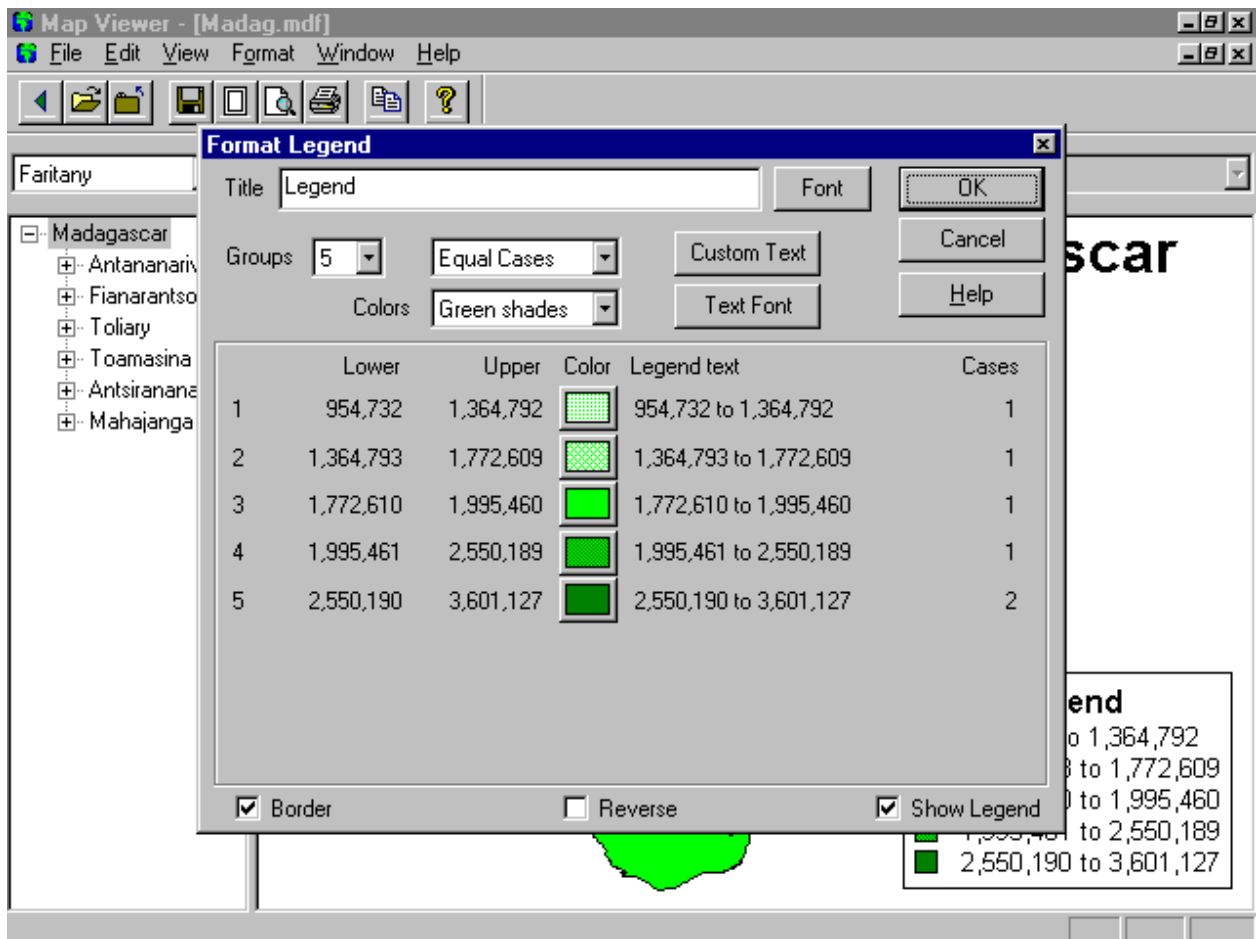 Map Viewer - [Madag.mdf]
File Edit View Format Window Help
Faritany
Format Legend
Title Legend Font OK
Groups 5 Equal Cases Custom Text Cancel
Colors Green shades Text Font Help
Madagascar
Antananariv
Fianarantso
Toliary
Toamasina
Antsiranana
Mahajanga
scar
Lower Upper Color Legend text Cases
1 954,732 1,364,792 954,732 to 1,364,792 1
2 1,364,793 1,772,609 1,364,793 to 1,772,609 1
3 1,772,610 1,995,460 1,772,610 to 1,995,460 1
4 1,995,461 2,550,189 1,995,461 to 2,550,189 1
5 2,550,190 3,601,127 2,550,190 to 3,601,127 2
Border Reverse Show Legend
end
o 1,364,792
to 1,772,609
to 1,995,460
1,995,461 to 2,550,189
2,550,190 to 3,601,127